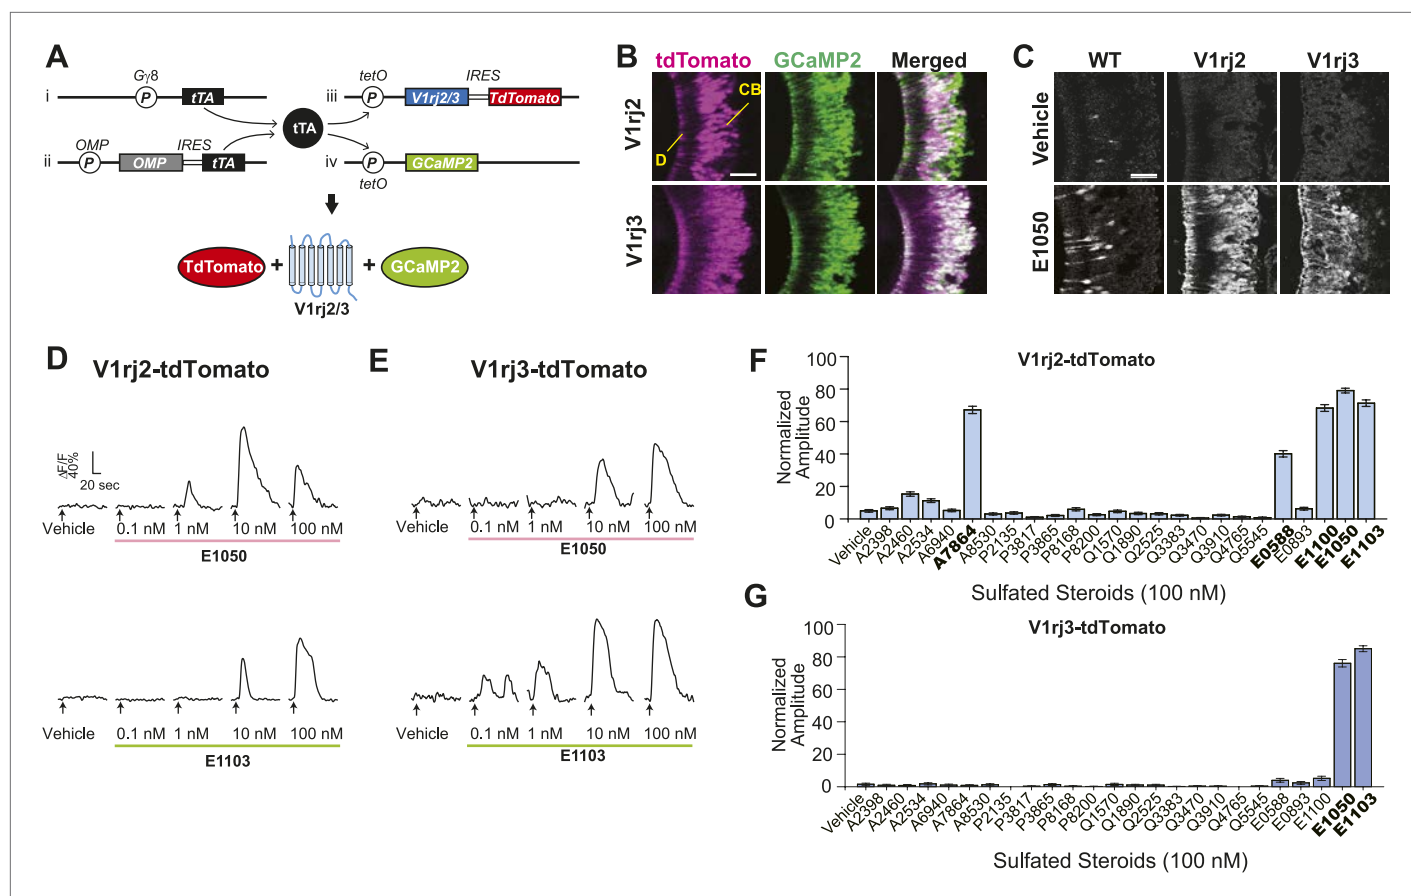 A
Gγ8
i
P
tTA
OMP
IRES
ii
P
OMP
tTA
tTA
tetO
IRES
iii
P
V1rj2/3
TdTomato
iv
P
GCaMP2
tetO
TdTomato
+
+
GCaMP2
V1rj2/3
B
tdTomato
GCaMP2
Merged
V1rj2
CB
D
V1rj3
C
WT
V1rj2
V1rj3
Vehicle
E1050
D
V1rj2-tdTomato
ΔF/F
40%
20 sec
Vehicle
0.1 nM
1 nM
10 nM
100 nM
E1050
Vehicle
0.1 nM
1 nM
10 nM
100 nM
E1103
E
V1rj3-tdTomato
Vehicle
0.1 nM
1 nM
10 nM
100 nM
E1050
Vehicle
0.1 nM
1 nM
10 nM
100 nM
E1103
F
V1rj2-tdTomato
Normalized
Amplitude
100
80
60
40
20
0
Vehicle
A2398
A2460
A2534
A6940
A7864
A8530
P2135
P3817
P3865
P8168
P8200
Q1570
Q1890
Q2525
Q3383
Q3470
Q3910
Q4765
Q5545
E0588
E0893
E1100
E1050
E1103
Sulfated Steroids (100 nM)
G
V1rj3-tdTomato
Normalized
Amplitude
100
80
60
40
20
0
Vehicle
A2398
A2460
A2534
A6940
A7864
A8530
P2135
P3817
P3865
P8168
P8200
Q1570
Q1890
Q2525
Q3383
Q3470
Q3910
Q4765
Q5545
E0588
E0893
E1100
E1050
E1103
Sulfated Steroids (100 nM)